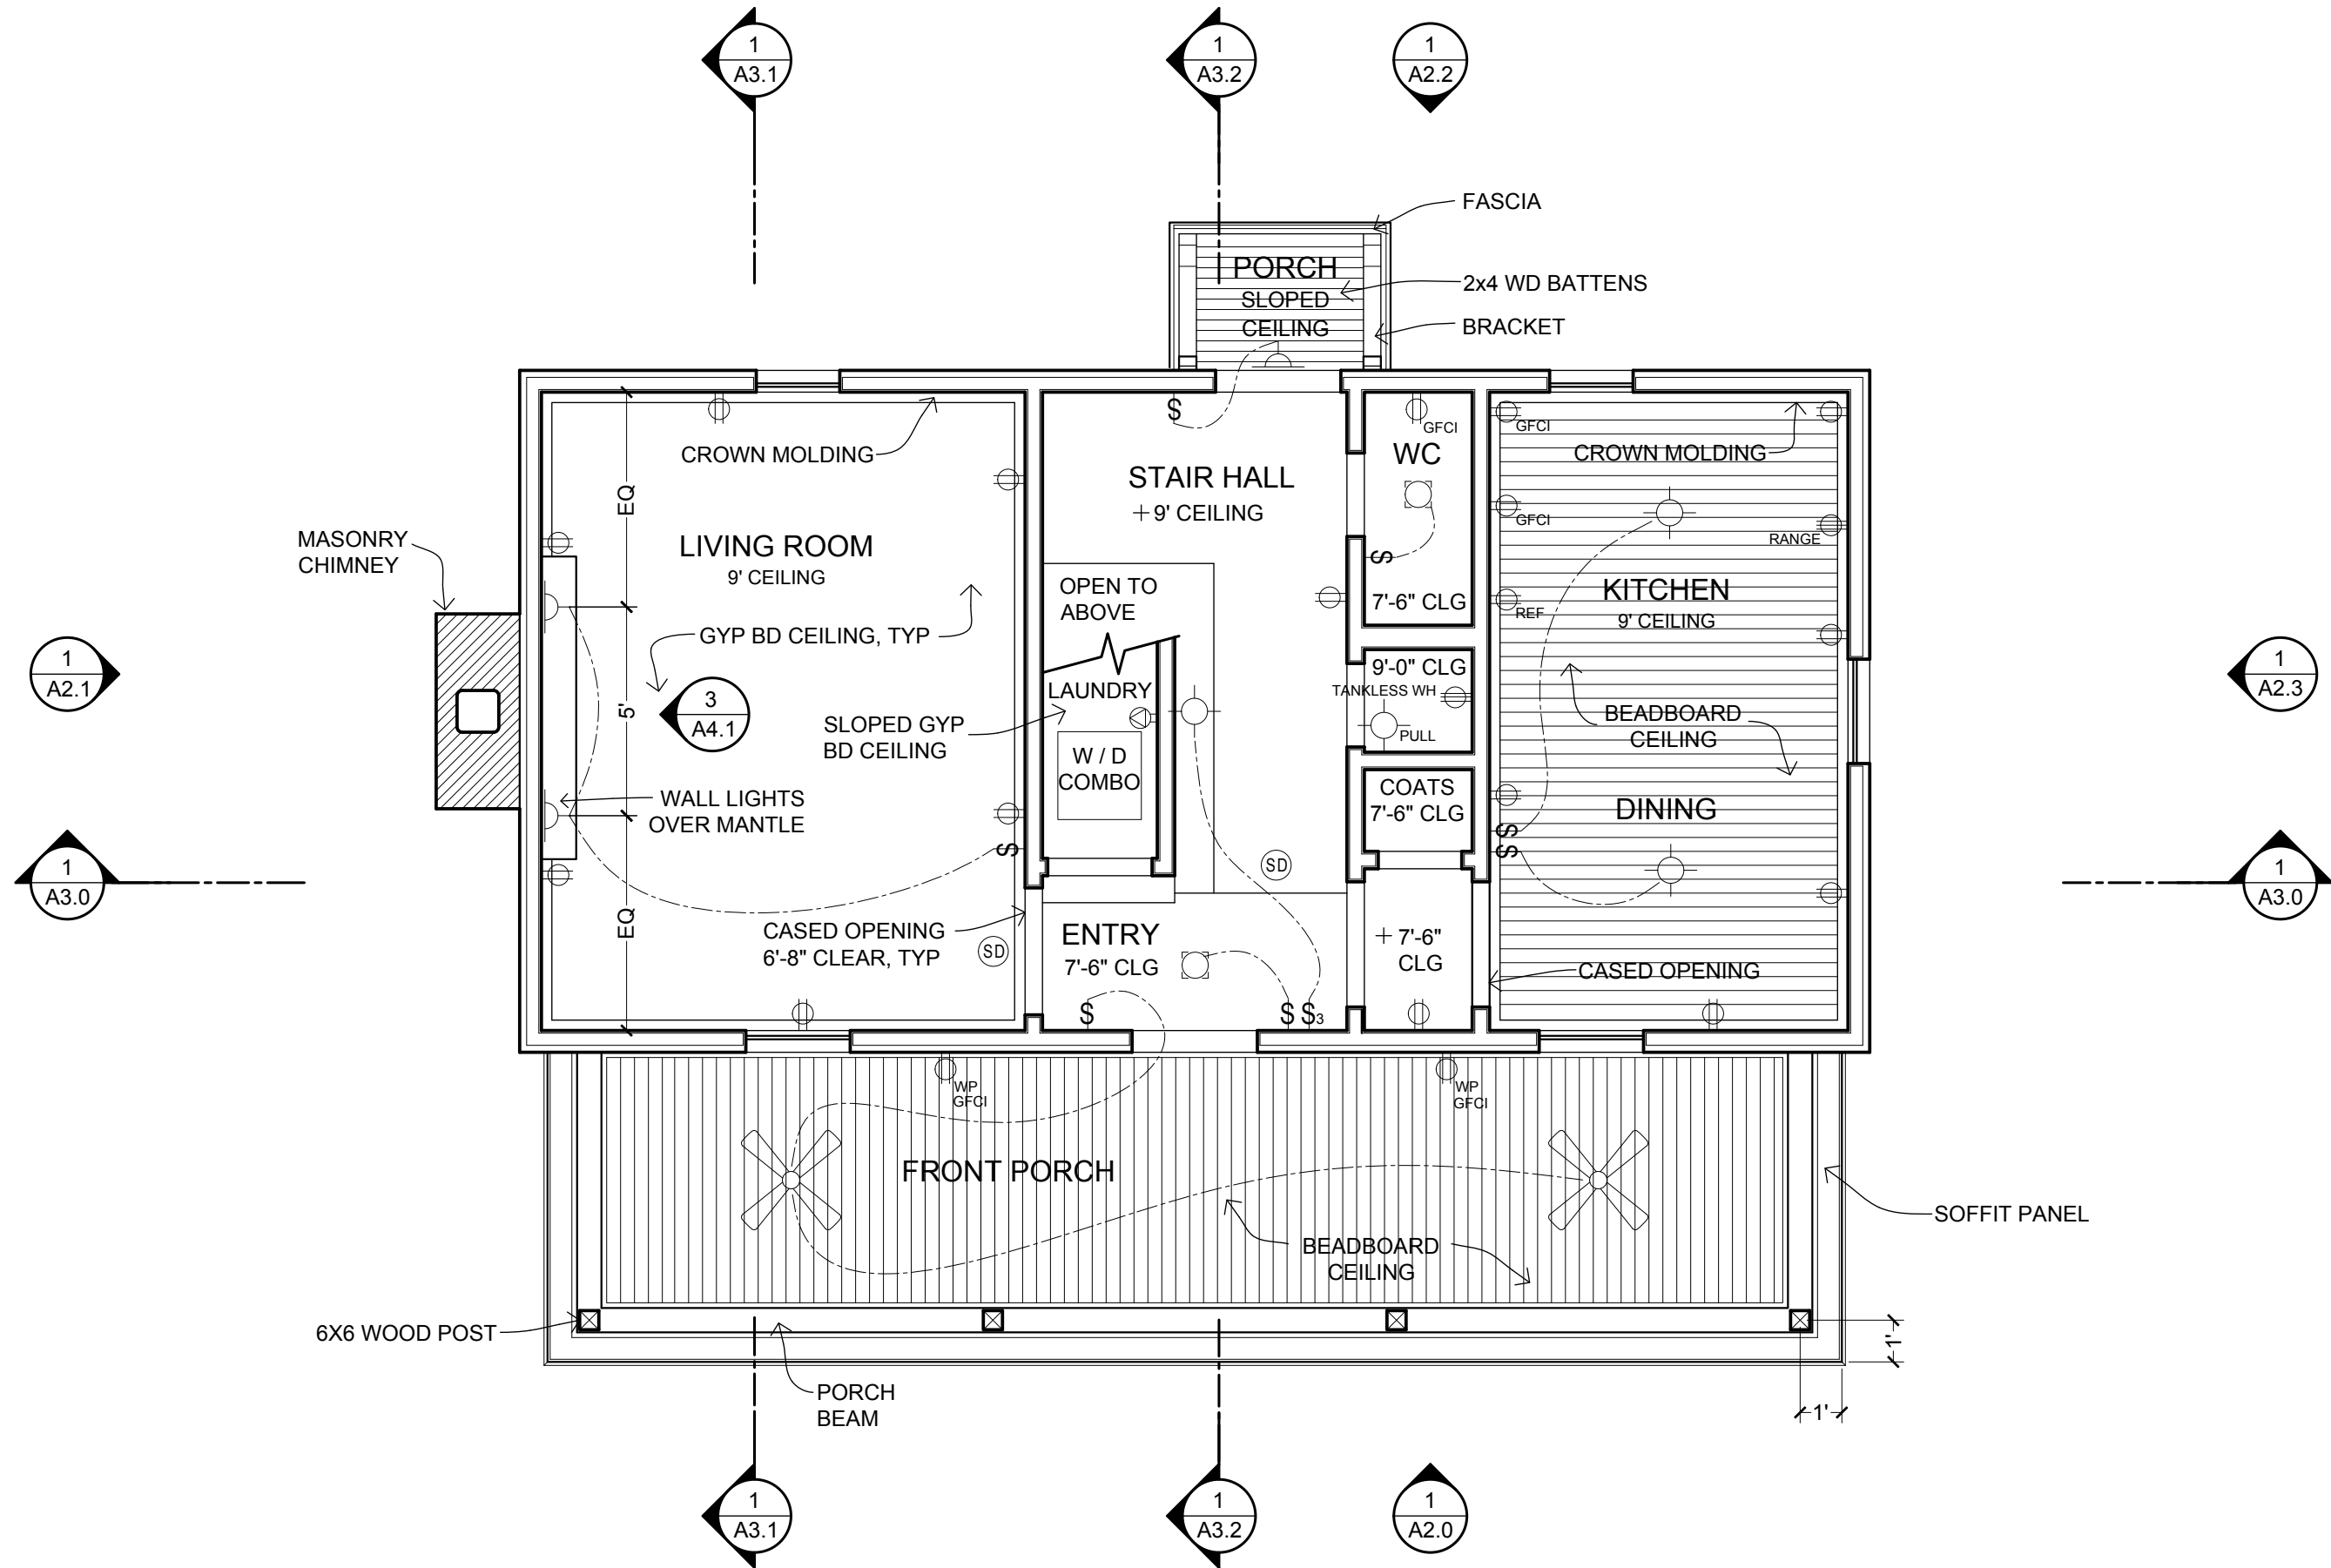 1
A3.1
1
A3.2
1
A2.2
FASCIA
PORCH
SLOPED
CEILING
2x4 WD BATTENS
BRACKET
$
GFCI
WC
GFCI
CROWN MOLDING
CROWN MOLDING
EQ
STAIR HALL
+ 9' CEILING
GFCI
RANGE
MASONRY
CHIMNEY
LIVING ROOM
9' CEILING
$
OPEN TO
ABOVE
7'-6" CLG
KITCHEN
9' CEILING
REF
GYP BD CEILING, TYP
1
A2.1
3
A4.1
5'
LAUNDRY
9'-0" CLG
TANKLESS WH
PULL
1
A2.3
SLOPED GYP
BD CEILING
BEADBOARD
CEILING
W / D
COMBO
COATS
7'-6" CLG
DINING
WALL LIGHTS
OVER MANTLE
$
$
$
SD
1
A3.0
1
A3.0
EQ
CASED OPENING
6'-8" CLEAR, TYP
SD
ENTRY
7'-6" CLG
+ 7'-6"
CLG
CASED OPENING
$
$ $3
WP
GFCI
WP
GFCI
FRONT PORCH
SOFFIT PANEL
BEADBOARD
CEILING
6X6 WOOD POST
1'
PORCH
BEAM
1'
1
A3.1
1
A3.2
1
A2.0